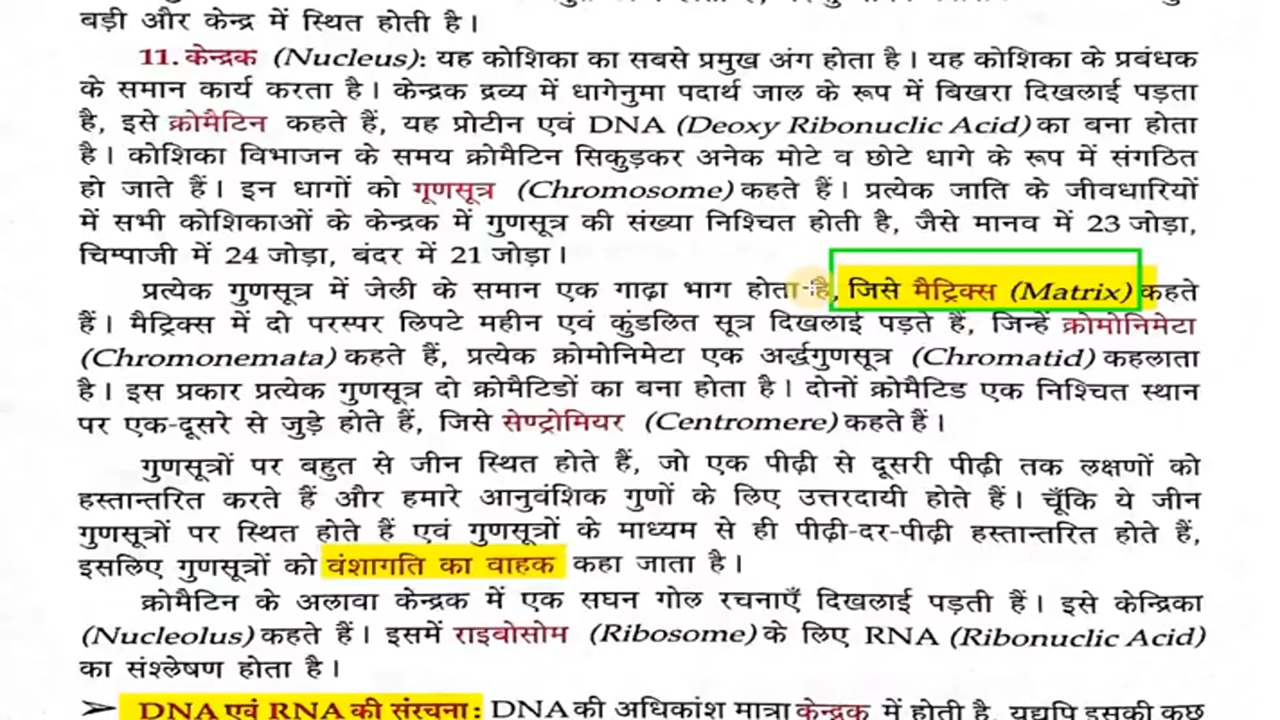 बड़ी और केन्द्र में स्थित होती है।
11. केन्द्रक (Nucleus): यह कोशिका का सबसे प्रमुख अंग होता है। यह कोशिका के प्रबंधक
के समान कार्य करता है। केन्द्रक द्रव्य में धागेनुमा पदार्थ जाल के रूप में बिखरा दिखलाई पड़ता
है, इसे क्रोमैटिन कहते हैं, यह प्रोटीन एवं DNA (Deoxy Ribonuclic Acid) का बना होता
है। कोशिका विभाजन के समय क्रोमैटिन सिकुड़कर अनेक मोटे व छोटे धागे के रूप में संगठित
हो जाते हैं। इन धागों को गूणसूत्र (Chromosome) कहते हैं। प्रत्येक जाति के जीवधारियों
में सभी कोशिकाओं के केन्द्रक में गुणसूत्र की संख्या निश्चित होती है, जैसे मानव में 23 जोड़ा,
चिम्पाजी में 24 जोड़ा, बंदर में 21 जोड़ा।
प्रत्येक गुणसूत्र में जेली के समान एक गाढ़ा भाग होता है, जिसे मैट्रिक्स (Matrix) कहते
हैं। मैट्रिक्स में दो परस्पर लिपटे महीन एवं कुंडलित सूत्र दिखलाई पड़ते हैं, जिन्हें क्रोमोनिमेटा
(Chromonemata) कहते हैं, प्रत्येक क्रोमोनिमेटा एक अर्द्धगुणसूत्र (Chromatid) कहलाता
है। इस प्रकार प्रत्येक गुणसूत्र दो क्रोमैटिडों का बना होता है। दोनों क्रोमैटिड एक निश्चित स्थान
पर एक-दूसरे से जुड़े होते हैं, जिसे सेण्ट्रोमियर (Centromere) कहते हैं।
गुणसूत्रों पर बहुत से जीन स्थित होते हैं, जो एक पीढ़ी से दूसरी पीढ़ी तक लक्षणों को
हस्तान्तरित करते हैं और हमारे आनुवंशिक गुणों के लिए उत्तरदायी होते हैं। चूँकि ये जीन
गुणसूत्रों पर स्थित होते हैं एवं गुणसूत्रों के माध्यम से ही पीढ़ी-दर-पीढ़ी हस्तान्तरित होते हैं,
इसलिए गुणसूत्रों को वंशागति का वाहक कहा जाता है।
क्रोमैटिन के अलावा केन्द्रक में एक सघन गोल रचनाएँ दिखलाई पड़ती हैं। इसे केन्द्रिका
(Nucleolus) कहते हैं। इसमें राइबोसोम (Ribosome) के लिए RNA (Ribonuclic Acid)
का संश्लेषण होता है।
➢ DNA एवं RNA की संरचना: DNA की अधिकांश मात्रा केन्द्रक में होती है, यद्यपि इसकी कुछ